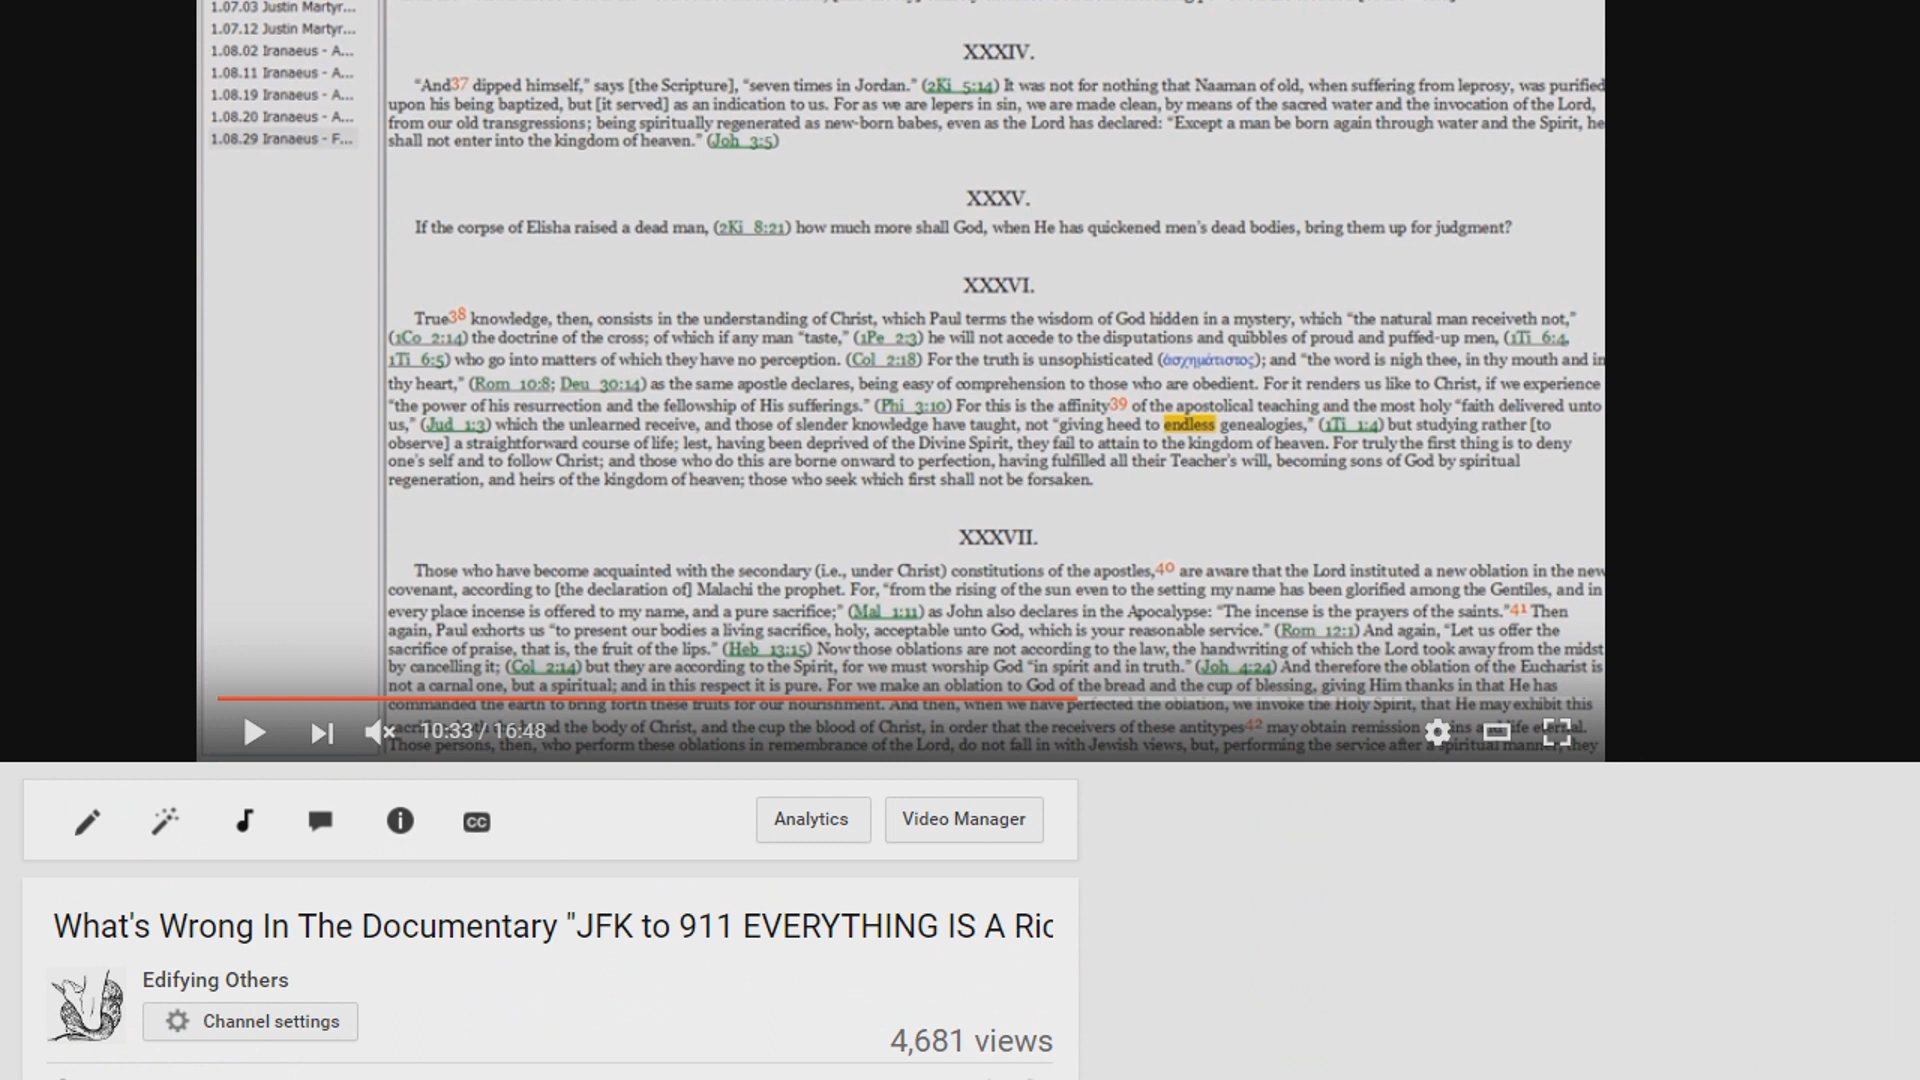 1.07.03 Justin Martyr...
1.07.12 Justin Martyr...
1.08.02 Iranaeus - A...
1.08.11 Iranaeus - A...
1.08.19 Iranaeus - A...
1.08.20 Iranaeus - A...
1.08.29 Iranaeus - F...
XXXIV.
“And37 dipped himself,” says [the Scripture], “seven times in Jordan.” (2Ki_5:14) It was not for nothing that Naaman of old, when suffering from leprosy, was purified
upon his being baptized, but [it served] as an indication to us. For as we are lepers in sin, we are made clean, by means of the sacred water and the invocation of the Lord,
from our old transgressions; being spiritually regenerated as new-born babes, even as the Lord has declared: “Except a man be born again through water and the Spirit, he
shall not enter into the kingdom of heaven.” (Joh_3:5)
XXXV.
If the corpse of Elisha raised a dead man, (2Ki_8:21) how much more shall God, when He has quickened men’s dead bodies, bring them up for judgment?
XXXVI.
True38 knowledge, then, consists in the understanding of Christ, which Paul terms the wisdom of God hidden in a mystery, which “the natural man receiveth not,”
(1Co_2:14) the doctrine of the cross; of which if any man “taste,” (1Pe_2:3) he will not accede to the disputations and quibbles of proud and puffed-up men, (1Ti_6:4,
1Ti_6:5) who go into matters of which they have no perception. (Col_2:18) For the truth is unsophisticated (ἀσχημάτιστος); and “the word is nigh thee, in thy mouth and in
thy heart,” (Rom_10:8; Deu_30:14) as the same apostle declares, being easy of comprehension to those who are obedient. For it renders us like to Christ, if we experience
“the power of his resurrection and the fellowship of His sufferings.” (Phi_3:10) For this is the affinity39 of the apostolical teaching and the most holy “faith delivered unto
us,” (Jud_1:3) which the unlearned receive, and those of slender knowledge have taught, not “giving heed to endless genealogies,” (1Ti_1:4) but studying rather [to
observe] a straightforward course of life; lest, having been deprived of the Divine Spirit, they fail to attain to the kingdom of heaven. For truly the first thing is to deny
one’s self and to follow Christ; and those who do this are borne onward to perfection, having fulfilled all their Teacher’s will, becoming sons of God by spiritual
regeneration, and heirs of the kingdom of heaven; those who seek which first shall not be forsaken.
XXXVII.
Those who have become acquainted with the secondary (i.e., under Christ) constitutions of the apostles,40 are aware that the Lord instituted a new oblation in the new
covenant, according to [the declaration of] Malachi the prophet. For, “from the rising of the sun even to the setting my name has been glorified among the Gentiles, and in
every place incense is offered to my name, and a pure sacrifice;” (Mal_1:11) as John also declares in the Apocalypse: “The incense is the prayers of the saints.”41 Then
again, Paul exhorts us “to present our bodies a living sacrifice, holy, acceptable unto God, which is your reasonable service.” (Rom_12:1) And again, “Let us offer the
sacrifice of praise, that is, the fruit of the lips.” (Heb_13:15) Now those oblations are not according to the law, the handwriting of which the Lord took away from the midst
by cancelling it; (Col_2:14) but they are according to the Spirit, for we must worship God “in spirit and in truth.” (Joh_4:24) And therefore the oblation of the Eucharist is
not a carnal one, but a spiritual; and in this respect it is pure. For we make an oblation to God of the bread and the cup of blessing, giving Him thanks in that He has
commanded the earth to bring forth these fruits for our nourishment. And then, when we have perfected the oblation, we invoke the Holy Spirit, that He may exhibit this
the body of Christ, and the cup the blood of Christ, in order that the receivers of these antitypes42 may obtain remission life eternal.
Those persons, then, who perform these oblations in remembrance of the Lord, do not fall in with Jewish views, but, performing the service after a spiritual manner, they
10:33 / 16:48
CC
Analytics
Video Manager
What's Wrong In The Documentary "JFK to 911 EVERYTHING IS A Ric
Edifying Others
Channel settings
4,681 views